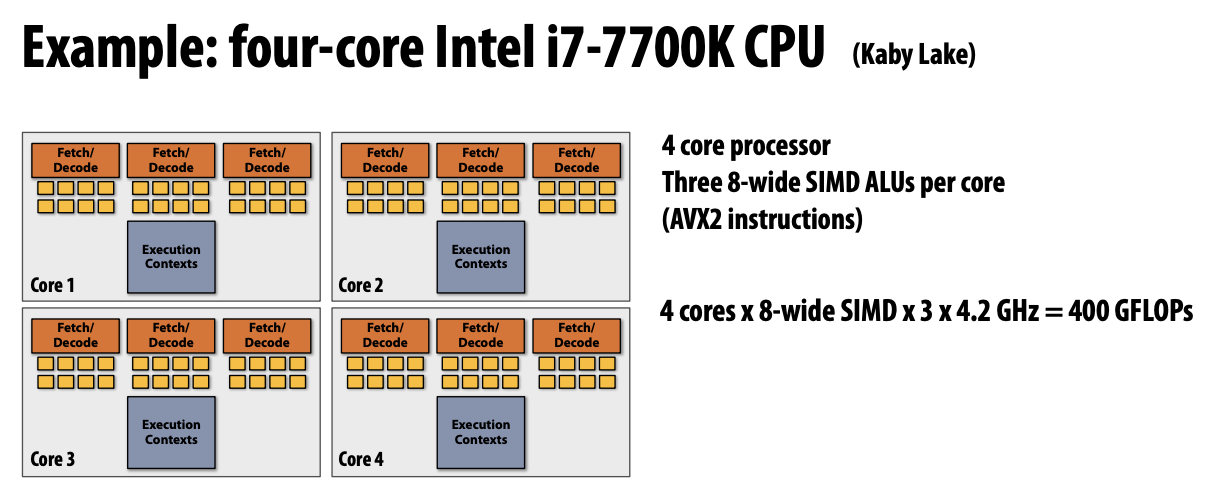 Example: four-core Intel i7-7700K CPU (Kaby Lake)
Fetch/ Fetch/ Fetch/
Decode Decode Decode
Execution
Contexts
Core 1
Fetch/ Fetch/ Fetch/
Decode Decode Decode
Execution
Contexts
Core 2
Fetch/ Fetch/ Fetch/
Decode Decode Decode
Execution
Contexts
Core 3
Fetch/ Fetch/ Fetch/
Decode Decode Decode
Execution
Contexts
Core 4
4 core processor
Three 8-wide SIMD ALUs per core
(AVX2 instructions)
4 cores x 8-wide SIMD x 3 x 4.2 GHz = 400 GFLOPs